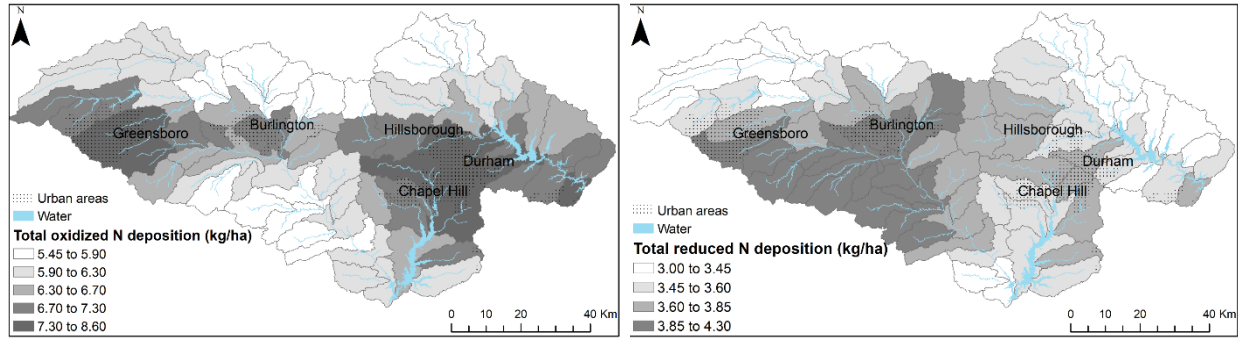 N
Greensboro
Burlington
Hillsborough
Durham
Chapel Hill
Urban areas
Water
Total oxidized N deposition (kg/ha)
5.45 to 5.90
5.90 to 6.30
6.30 to 6.70
6.70 to 7.30
7.30 to 8.60
0 10 20 40 Km
N
Greensboro
Burlington
Hillsborough
Durham
Chapel Hill
Urban areas
Water
Total reduced N deposition (kg/ha)
3.00 to 3.45
3.45 to 3.60
3.60 to 3.85
3.85 to 4.30
0 10 20 40 Km